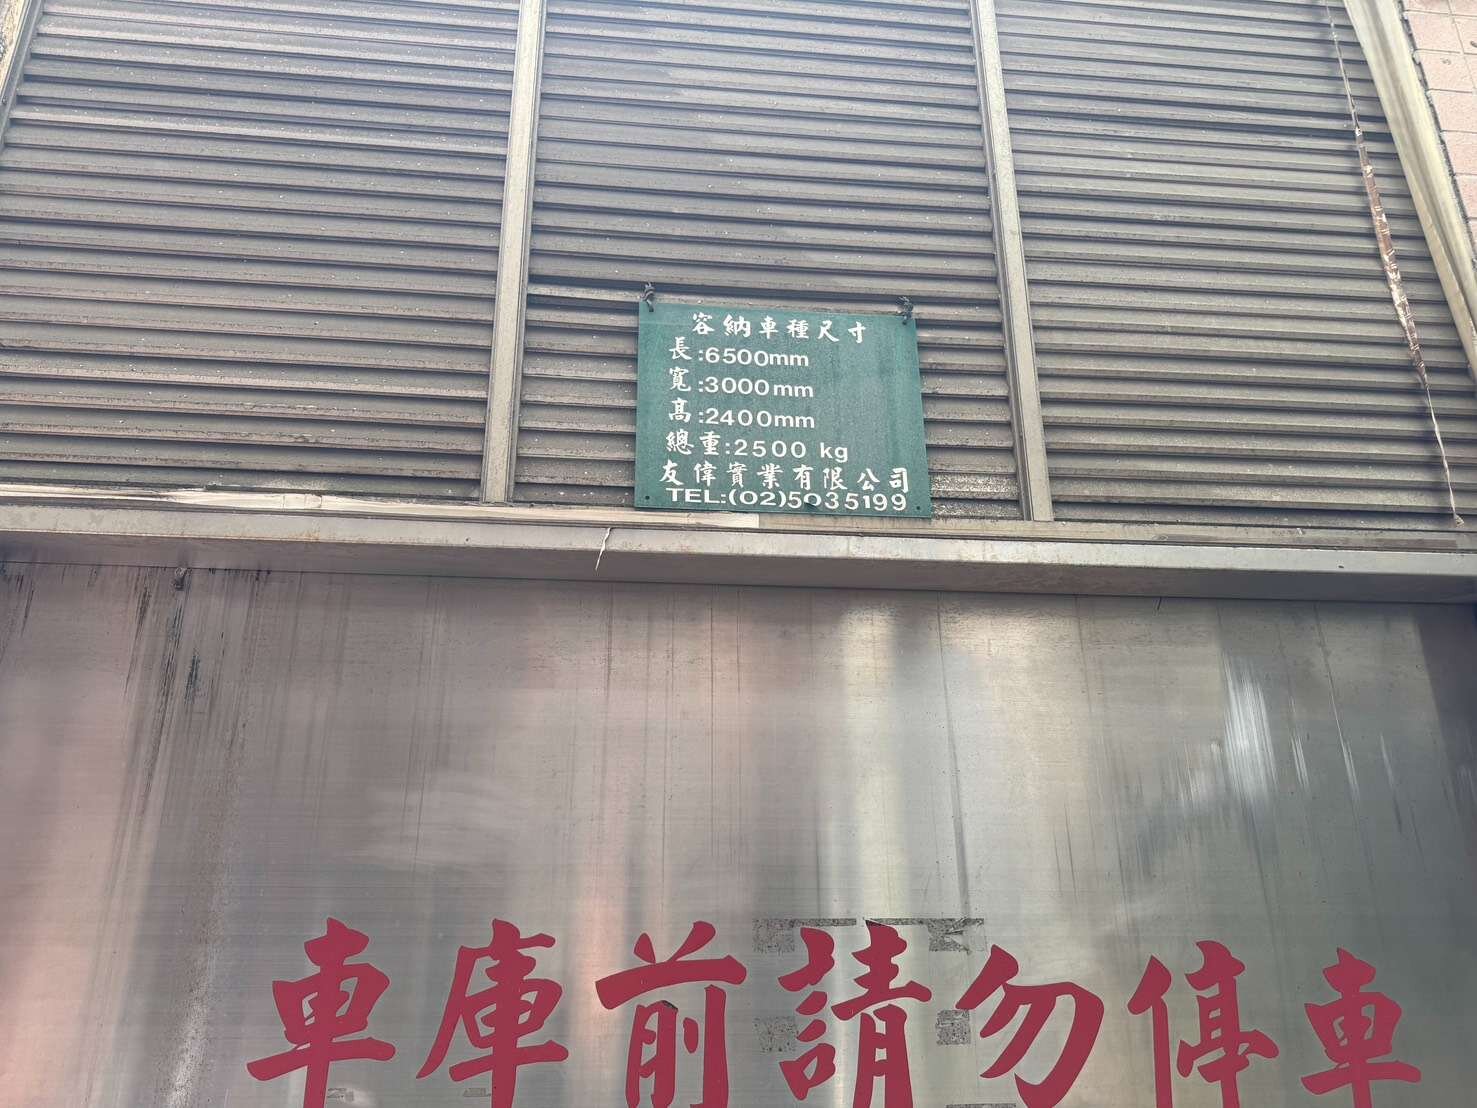 容納車種尺寸
長:6500mm
寬:3000mm
高:2400mm
總重:2500 kg
友偉實業有限公司
TEL:(02)5035199
車庫前請勿停車